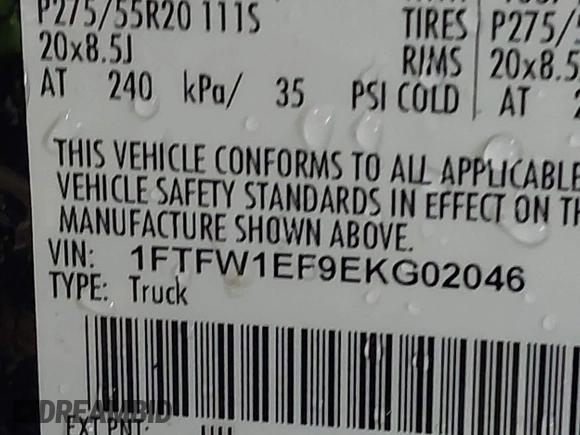 P275/55R20 111S
20x8.5J
AT 240 kPa/ 35 PSI COLD
TIRES P275/
RIMS 20x8.5
AT
THIS VEHICLE CONFORMS TO ALL APPLICABLE
VEHICLE SAFETY STANDARDS IN EFFECT ON TH
MANUFACTURE SHOWN ABOVE.
VIN: 1FTFW1EF9EKG02046
TYPE: Truck
EXT PNT:
DREAMBID